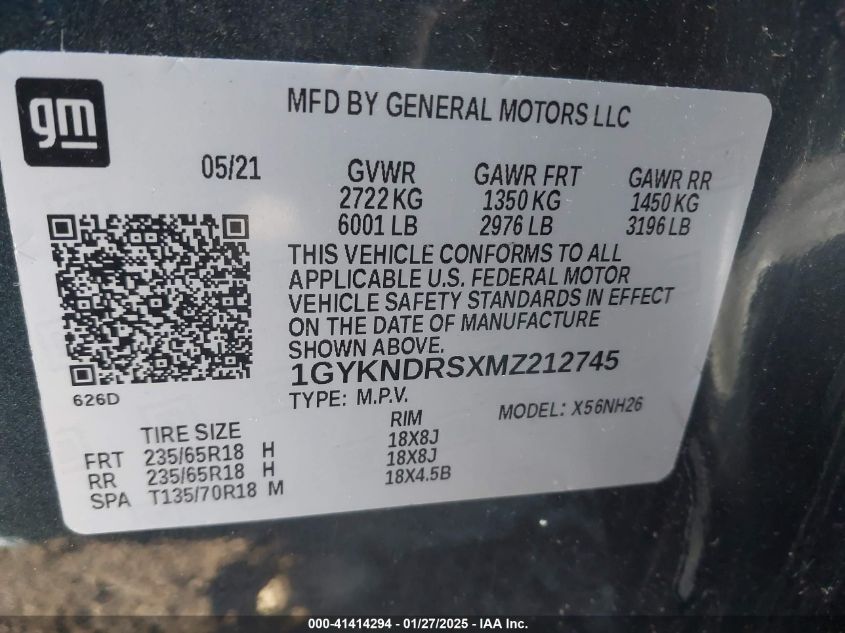 gm
MFD BY GENERAL MOTORS LLC
05/21 GVWR GAWR FRT GAWR RR
2722 KG 1350 KG 1450 KG
6001 LB 2976 LB 3196 LB
THIS VEHICLE CONFORMS TO ALL
APPLICABLE U.S. FEDERAL MOTOR
VEHICLE SAFETY STANDARDS IN EFFECT
ON THE DATE OF MANUFACTURE
SHOWN ABOVE.
1GYKNDRSXMZ212745
626D
TYPE: M.P.V. MODEL: X56NH26
TIRE SIZE RIM
FRT 235/65R18 H 18X8J
RR 235/65R18 H 18X8J
SPA T135/70R18 M 18X4.5B
000-41414294 - 01/27/2025 - IAA Inc.